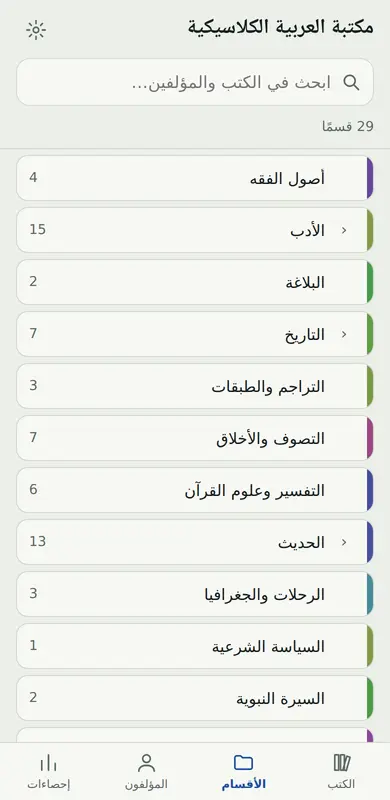 مكتبة العربية الكلاسيكية
ابحث في الكتب والمؤلفين...
29 قسمًا
أصول الفقه 4
الأدب 15
البلاغة 2
التاريخ 7
التراجم والطبقات 3
التصوف والأخلاق 7
التفسير وعلوم القرآن 6
الحديث 13
الرحلات والجغرافيا 3
السياسة الشرعية 1
السيرة النبوية 2
الكتب
الأقسام
المؤلفون
إحصاءات